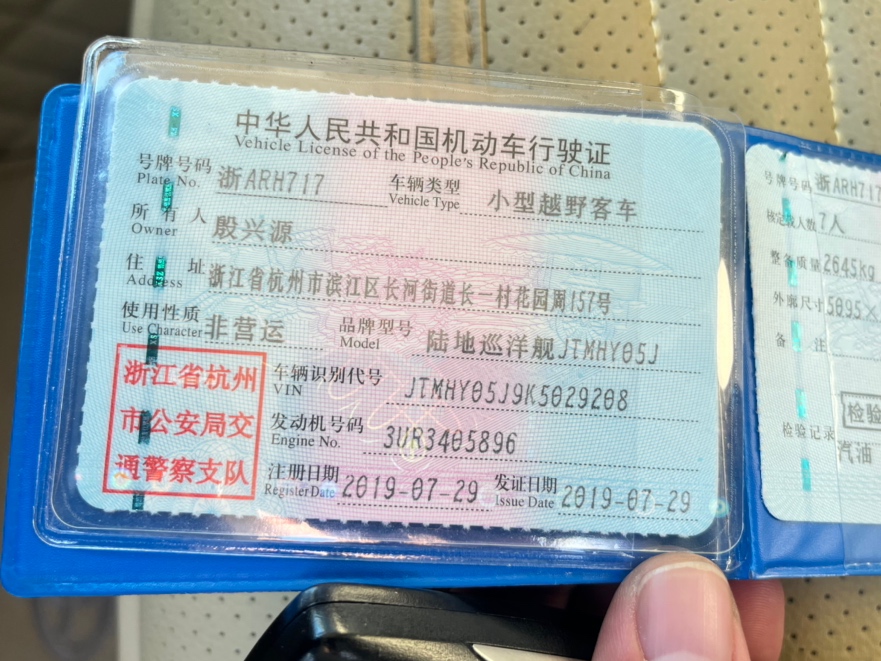 中华人民共和国机动车行驶证
Vehicle License of the People's Republic of China
号牌号码 浙ARH717 车辆类型 小型越野客车
Plate No. Vehicle Type
所有人 殷兴源
Owner
住址 浙江省杭州市滨江区长河街道长一村花园周157号
Address
使用性质 非营运 品牌型号 陆地巡洋舰JTMHY05J
Use Character Model
浙江省杭州
市公安局交
通警察支队
车辆识别代号 JTMHY05J9K5029208
VIN
发动机号码 3UR3405896
Engine No.
注册日期 2019-07-29 发证日期 2019-07-29
Register Date Issue Date
号牌号码 浙ARH717
核定载人数 7人
整备质量 2645kg
外廓尺寸 5095×
备注
检验
检验记录
汽油